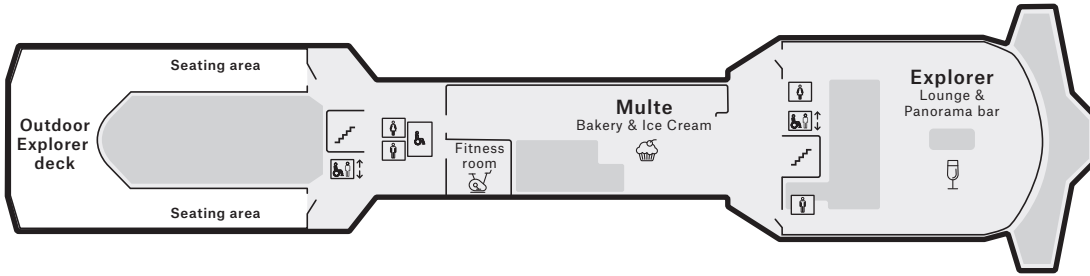 Seating area
Outdoor
Explorer
deck
Seating area
Fitness
room
Multe
Bakery & Ice Cream
Explorer
Lounge &
Panorama bar